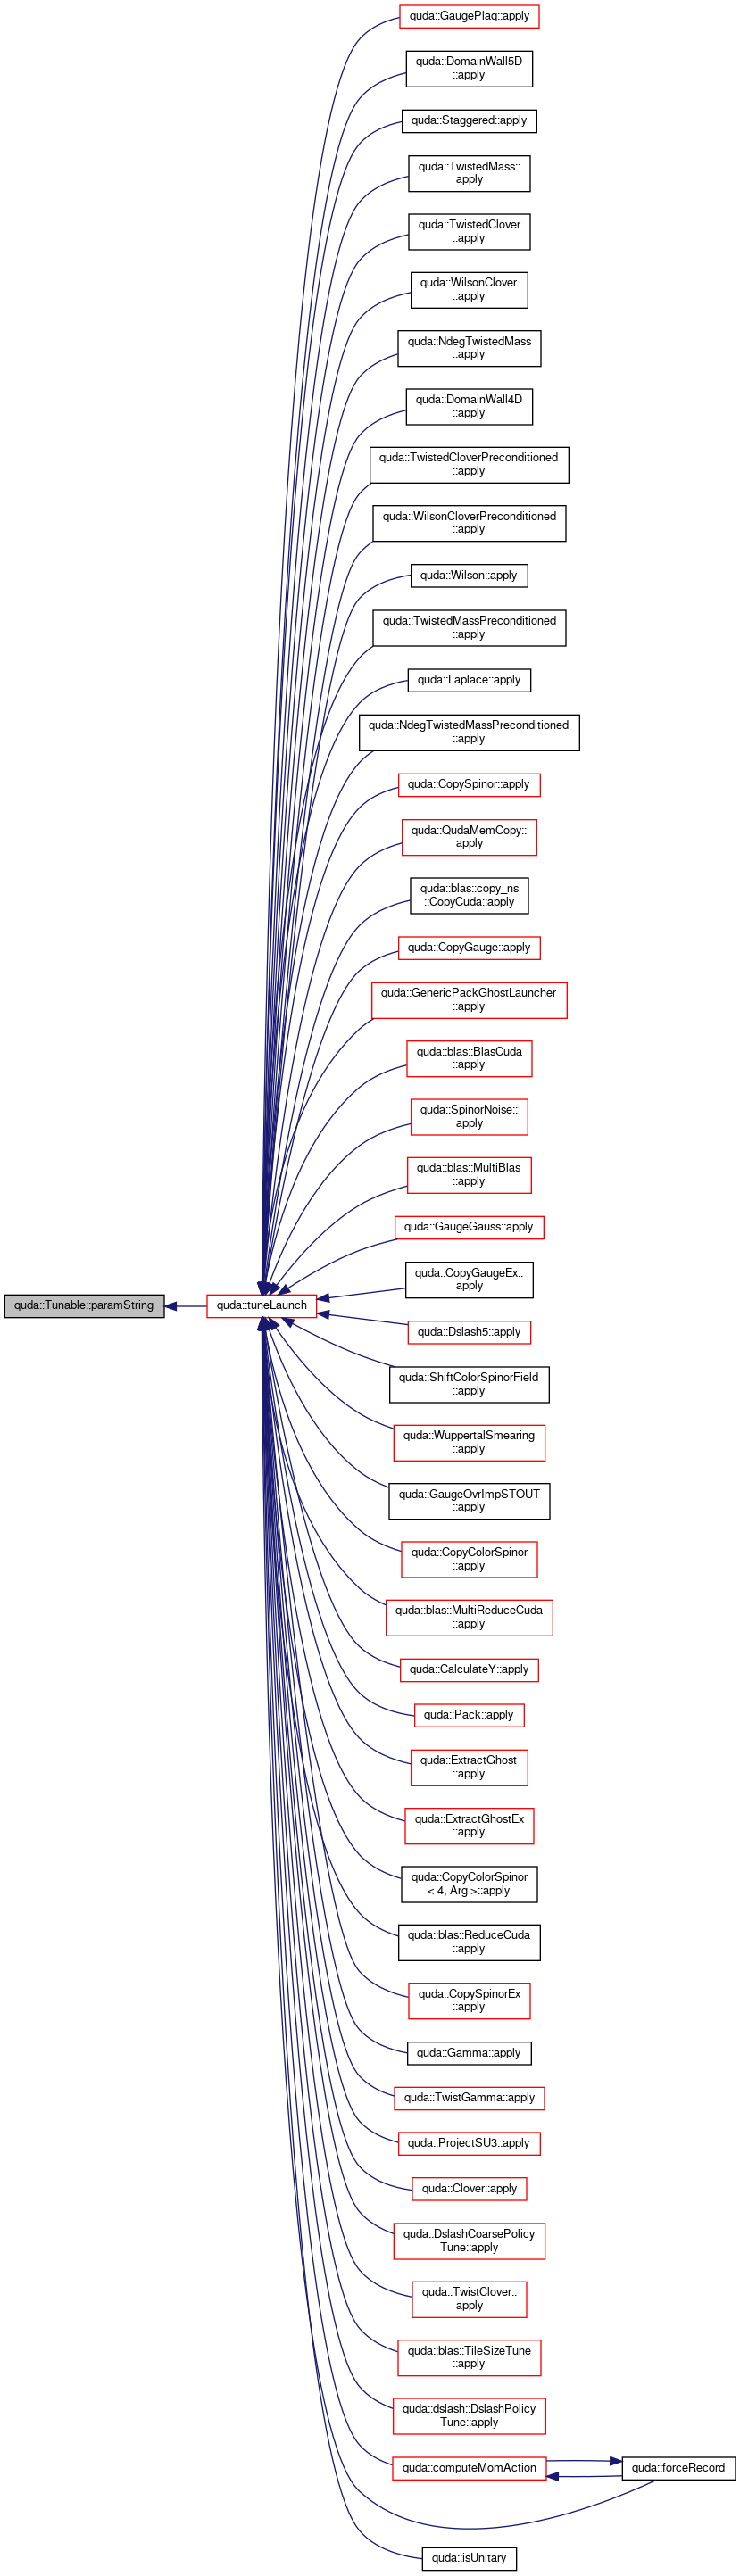 quda::GaugePlaq::apply
quda::DomainWall5D
::apply
quda::Staggered::apply
quda::TwistedMass::
apply
quda::TwistedClover
::apply
quda::WilsonClover
::apply
quda::NdegTwistedMass
::apply
quda::DomainWall4D
::apply
quda::TwistedCloverPreconditioned
::apply
quda::WilsonCloverPreconditioned
::apply
quda::Wilson::apply
quda::TwistedMassPreconditioned
::apply
quda::Laplace::apply
quda::NdegTwistedMassPreconditioned
::apply
quda::CopySpinor::apply
quda::QudaMemCopy::
apply
quda::blas::copy_ns
::CopyCuda::apply
quda::CopyGauge::apply
quda::GenericPackGhostLauncher
::apply
quda::blas::BlasCuda
::apply
quda::SpinorNoise::
apply
quda::blas::MultiBlas
::apply
quda::GaugeGauss::apply
quda::CopyGaugeEx::
apply
quda::Tunable::paramString
quda::tuneLaunch
quda::Dslash5::apply
quda::ShiftColorSpinorField
::apply
quda::WuppertalSmearing
::apply
quda::GaugeOvrImpSTOUT
::apply
quda::CopyColorSpinor
::apply
quda::blas::MultiReduceCuda
::apply
quda::CalculateY::apply
quda::Pack::apply
quda::ExtractGhost
::apply
quda::ExtractGhostEx
::apply
quda::CopyColorSpinor
< 4, Arg >::apply
quda::blas::ReduceCuda
::apply
quda::CopySpinorEx
::apply
quda::Gamma::apply
quda::TwistGamma::apply
quda::ProjectSU3::apply
quda::Clover::apply
quda::DslashCoarsePolicy
Tune::apply
quda::TwistClover::
apply
quda::blas::TileSizeTune
::apply
quda::dslash::DslashPolicy
Tune::apply
quda::computeMomAction
quda::forceRecord
quda::isUnitary